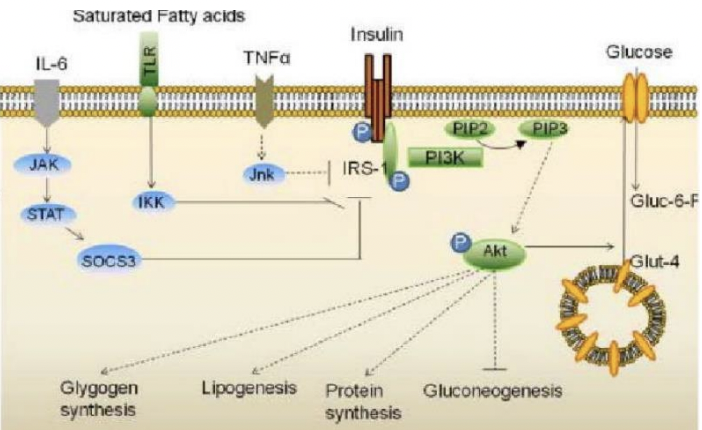 Saturated Fatty acids
Insulin
IL-6
TLR
TNFα
Glucose
P
PIP2
PIP3
JAK
Jnk
IRS-1
PI3K
P
STAT
IKK
Gluc-6-P
SOCS3
P
Akt
Glut-4
Glygogen
synthesis
Lipogenesis
Protein
synthesis
Gluconeogenesis